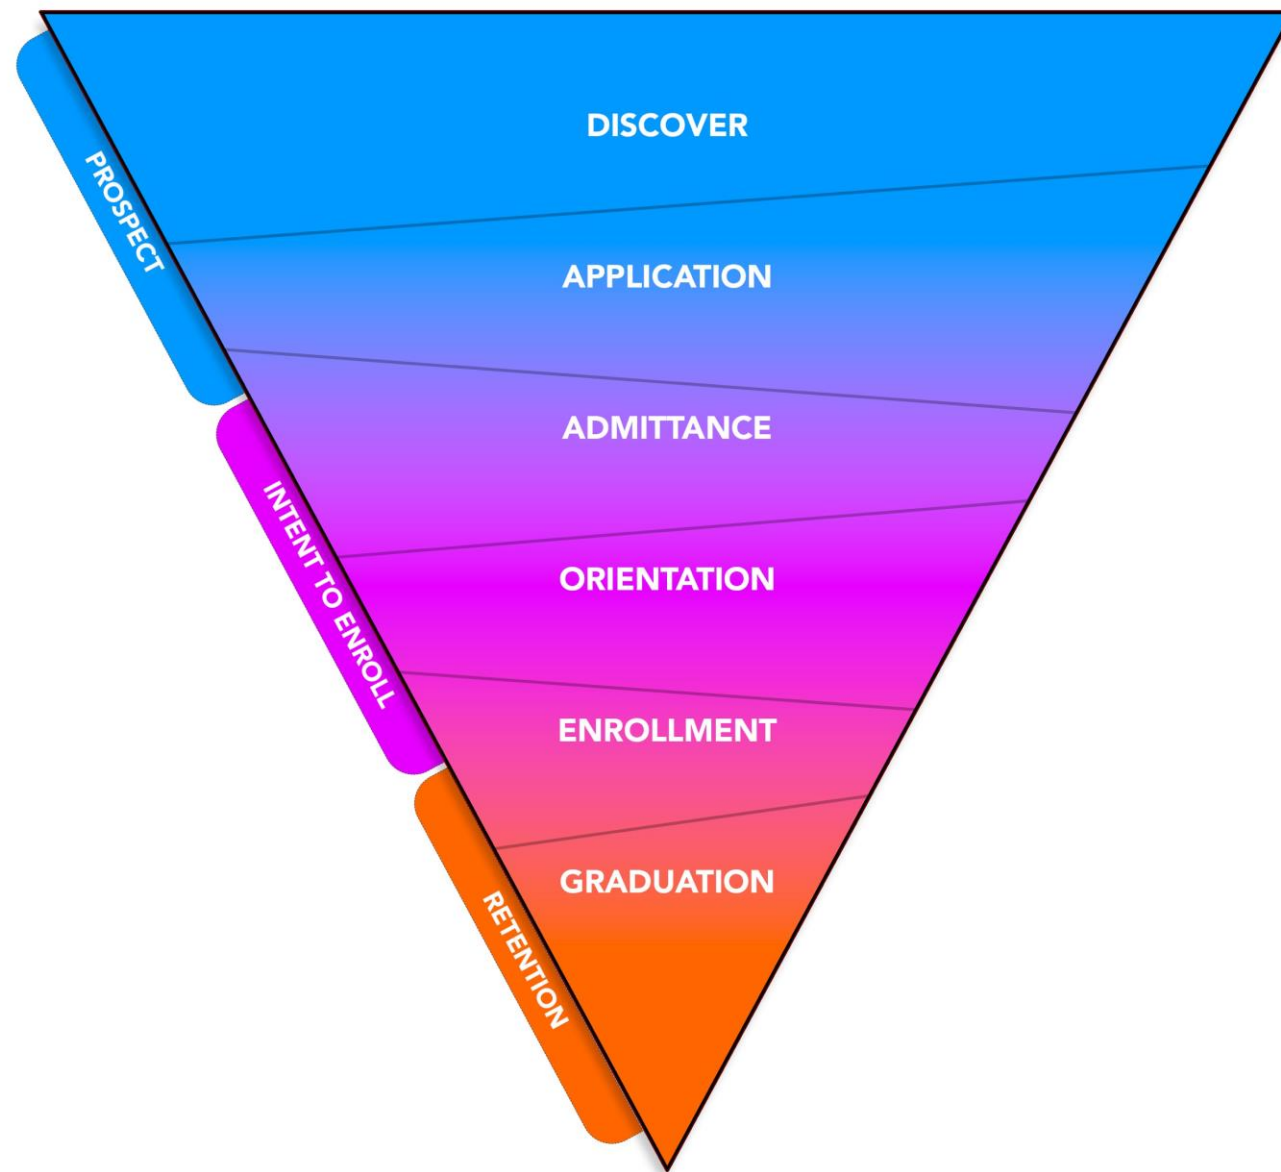 DISCOVER
PROSPECT
APPLICATION
ADMITTANCE
INTENT TO ENROLL
ORIENTATION
ENROLLMENT
GRADUATION
RETENTION